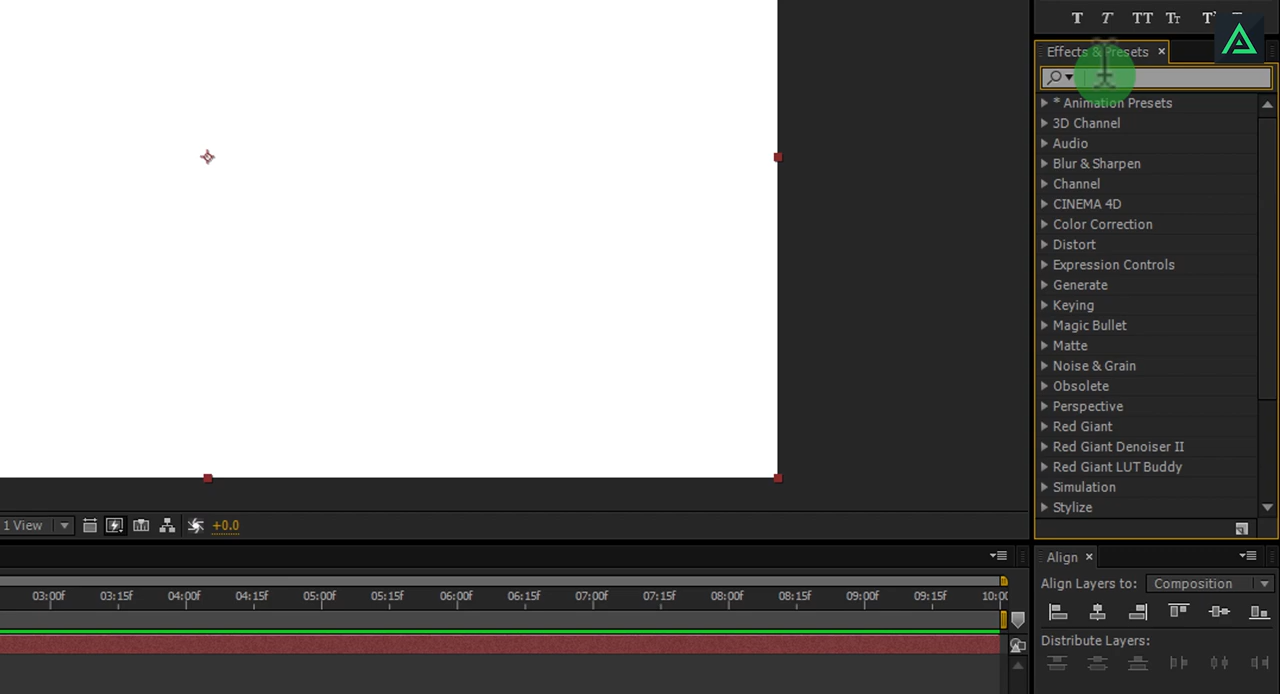 T T TT Tт T'
Effects & Presets ×
* Animation Presets
3D Channel
Audio
Blur & Sharpen
Channel
CINEMA 4D
Color Correction
Distort
Expression Controls
Generate
Keying
Magic Bullet
Matte
Noise & Grain
Obsolete
Perspective
Red Giant
Red Giant Denoiser II
Red Giant LUT Buddy
Simulation
Stylize
1 View
+0.0
03:00f 03:15f 04:00f 04:15f 05:00f 05:15f 06:00f 06:15f 07:00f 07:15f 08:00f 08:15f 09:00f 09:15f 10:00
Align ×
Align Layers to: Composition
Distribute Layers: